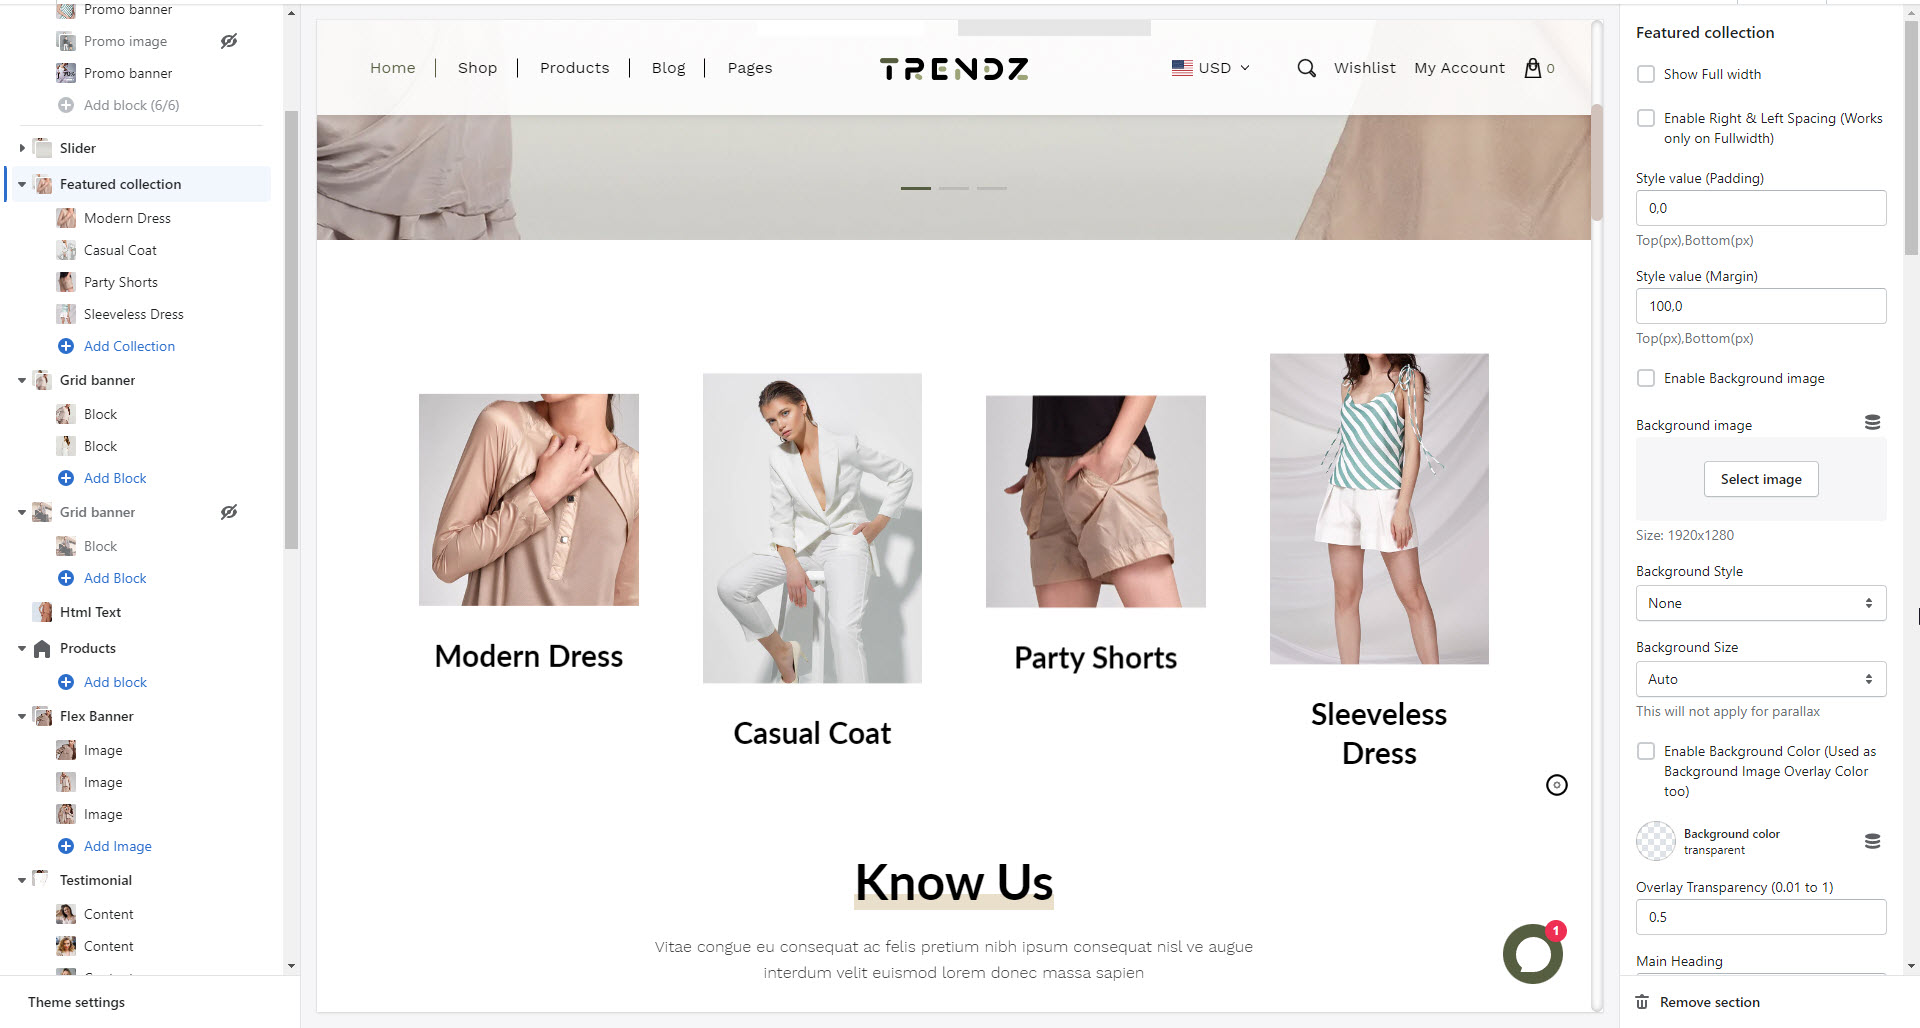 Promo banner
Promo image
Promo banner
Add block (6/6)
Slider
Featured collection
Modern Dress
Casual Coat
Party Shorts
Sleeveless Dress
Add Collection
Grid banner
Block
Block
Add Block
Grid banner
Block
Add Block
Html Text
Products
Add block
Flex Banner
Image
Image
Image
Add Image
Testimonial
Content
Content
Theme settings
Home | Shop | Products | Blog | Pages
TRENDZ
USD
Wishlist My Account 0
Modern Dress
Casual Coat
Party Shorts
Sleeveless
Dress
Know Us
Vitae congue eu consequat ac felis pretium nibh ipsum consequat nisl ve augue
interdum velit euismod lorem donec massa sapien
1
Featured collection
Show Full width
Enable Right & Left Spacing (Works
only on Fullwidth)
Style value (Padding)
0,0
Top(px),Bottom(px)
Style value (Margin)
100,0
Top(px),Bottom(px)
Enable Background image
Background image
Select image
Size: 1920x1280
Background Style
None
Background Size
Auto
This will not apply for parallax
Enable Background Color (Used as
Background Image Overlay Color
too)
Background color
transparent
Overlay Transparency (0.01 to 1)
0.5
Main Heading
Remove section